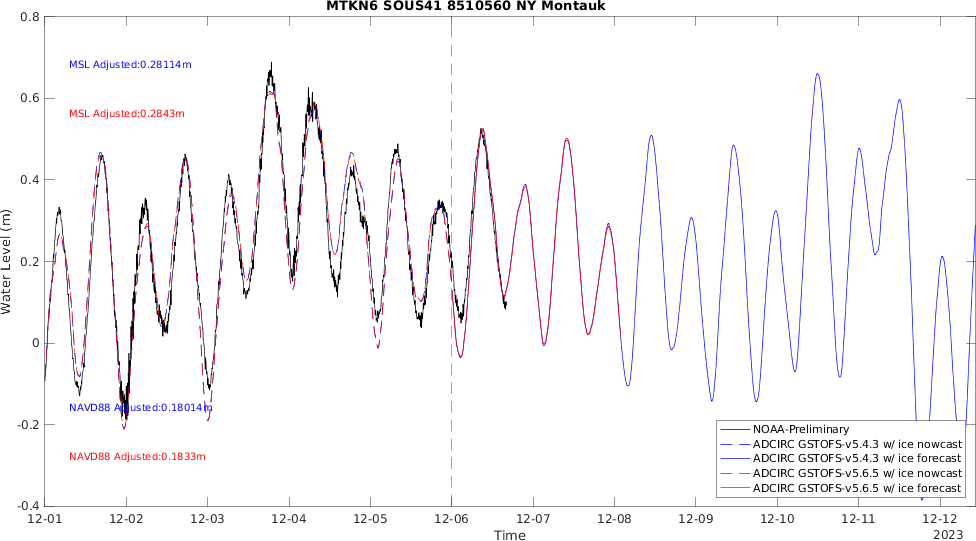 MTKN6 SOUS41 8510560 NY Montauk
0.8
0.6
0.4
0.2
0
-0.2
-0.4
Water Level (m)
MSL Adjusted:0.28114m
MSL Adjusted:0.2843m
NAVD88 Adjusted:0.18014m
NAVD88 Adjusted:0.1833m
NOAA-Preliminary
ADCIRC GSTOFS-v5.4.3 w/ ice nowcast
ADCIRC GSTOFS-v5.4.3 w/ ice forecast
ADCIRC GSTOFS-v5.6.5 w/ ice nowcast
ADCIRC GSTOFS-v5.6.5 w/ ice forecast
12-01 12-02 12-03 12-04 12-05 12-06 12-07 12-08 12-09 12-10 12-11 12-12
2023
Time